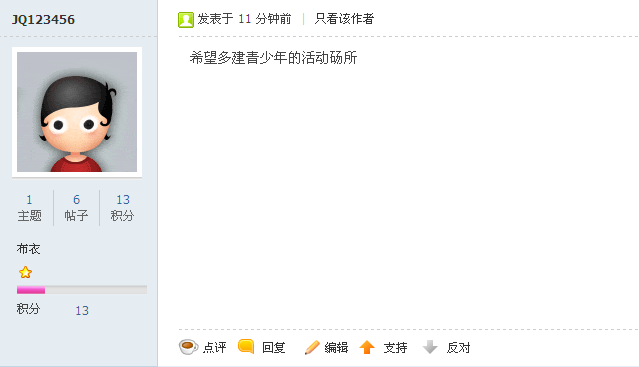 JQ123456
发表于 11 分钟前 | 只看该作者
希望多建青少年的活动砀所
1 6 13
主题 帖子 积分
布衣
积分 13
点评 回复 编辑 支持 反对